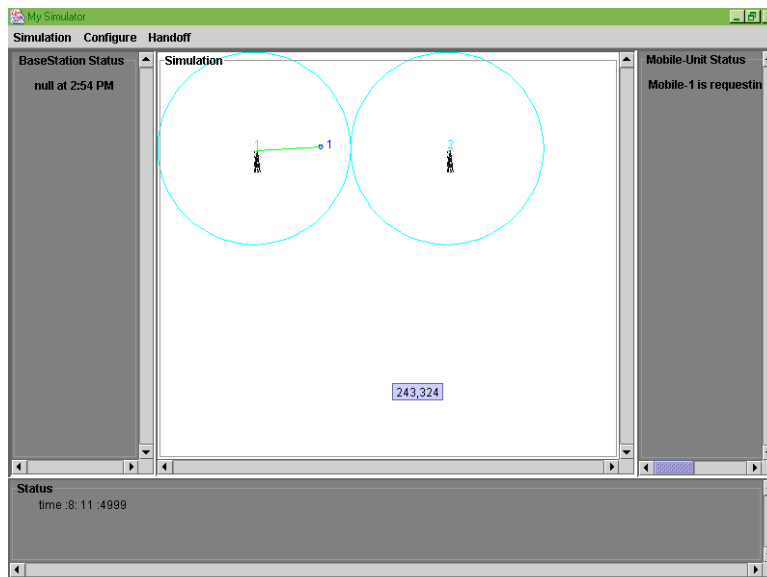 My Simulator
Simulation Configure Handoff
BaseStation Status
null at 2:54 PM
Simulation
1
1
2
243,324
Mobile-Unit Status
Mobile-1 is requestin
Status
time :8: 11 :4999